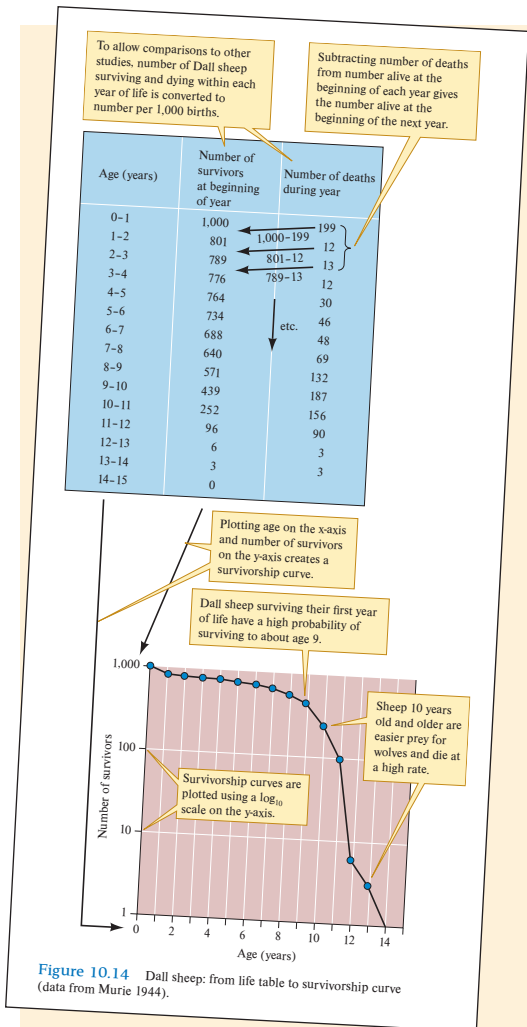 To allow comparisons to other
studies, number of Dall sheep
surviving and dying within each
year of life is converted to
number per 1,000 births.
Subtracting number of deaths
from number alive at the
beginning of each year gives
the number alive at the
beginning of the next year.
Age (years)
Number of
survivors
at beginning
of year
Number of deaths
during year
0-1 1,000 199
1,000-199
1-2 801 12
801-12
2-3 789 13
789-13
3-4 776 12
4-5 764 30
5-6 734 46
etc.
6-7 688 48
7-8 640 69
8-9 571 132
9-10 439 187
10-11 252 156
11-12 96 90
12-13 6 3
13-14 3 3
14-15 0
Plotting age on the x-axis
and number of survivors
on the y-axis creates a
survivorship curve.
Dall sheep surviving their first year
of life have a high probability of
surviving to about age 9.
Sheep 10 years
old and older are
easier prey for
wolves and die at
a high rate.
Survivorship curves are
plotted using a log10
scale on the y-axis.
Number of survivors
1,000
100
10
1
0 2 4 6 8 10 12 14
Age (years)
Figure 10.14 Dall sheep: from life table to survivorship curve
(data from Murie 1944).